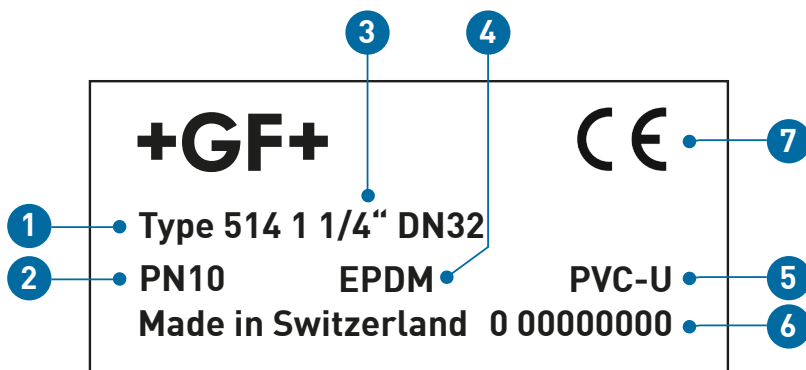 3 4
+GF+ CE 7
1 Type 514 1 1/4“ DN32
2 PN10 EPDM PVC-U 5
Made in Switzerland 0 00000000 6